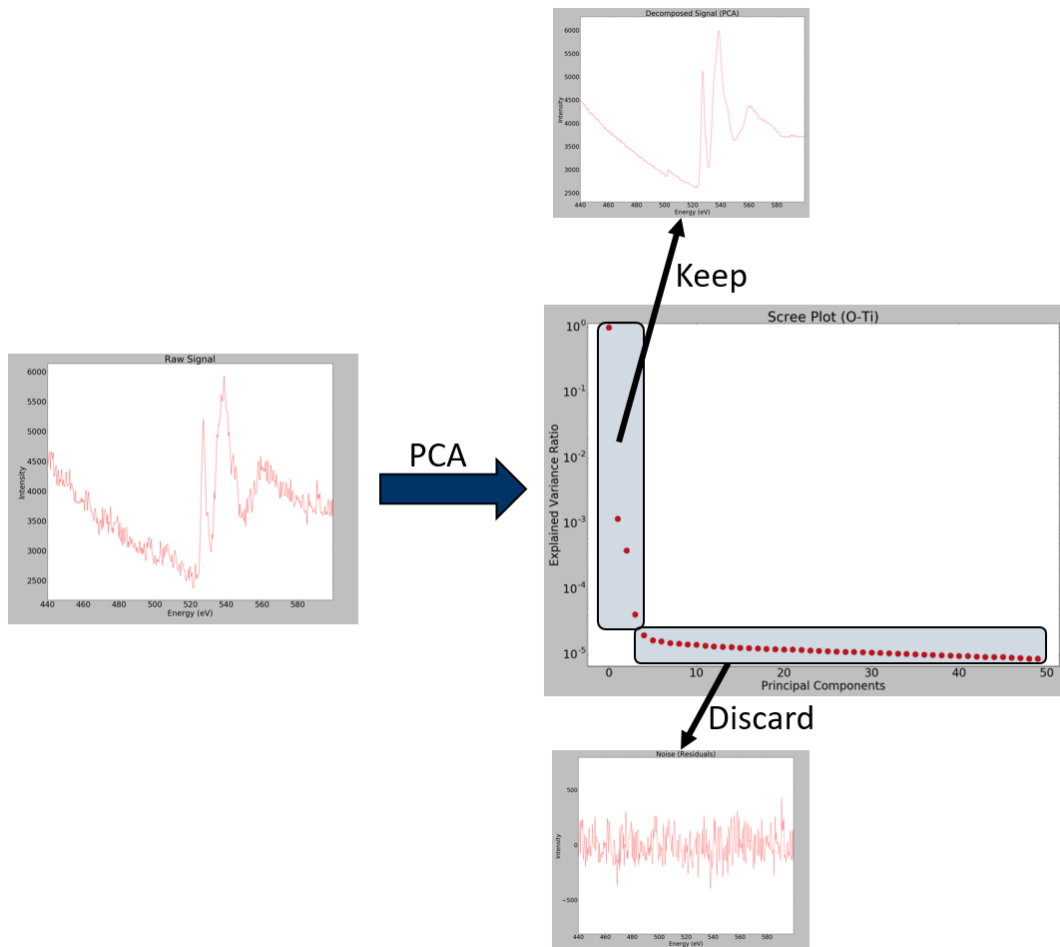 Decomposed Signal (PCA)
6000
5500
5000
4500
4000
3500
3000
2500
Intensity
440 460 480 500 520 540 560 580
Energy (eV)
Keep
Scree Plot (O-Ti)
10^0
10^-1
10^-2
10^-3
10^-4
10^-5
Explained Variance Ratio
0 10 20 30 40 50
Principal Components
Raw Signal
6000
5500
5000
4500
4000
3500
3000
2500
Intensity
440 460 480 500 520 540 560 580
Energy (eV)
PCA
Discard
Noise (Residuals)
500
0
−500
Intensity
440 460 480 500 520 540 560 580
Energy (eV)